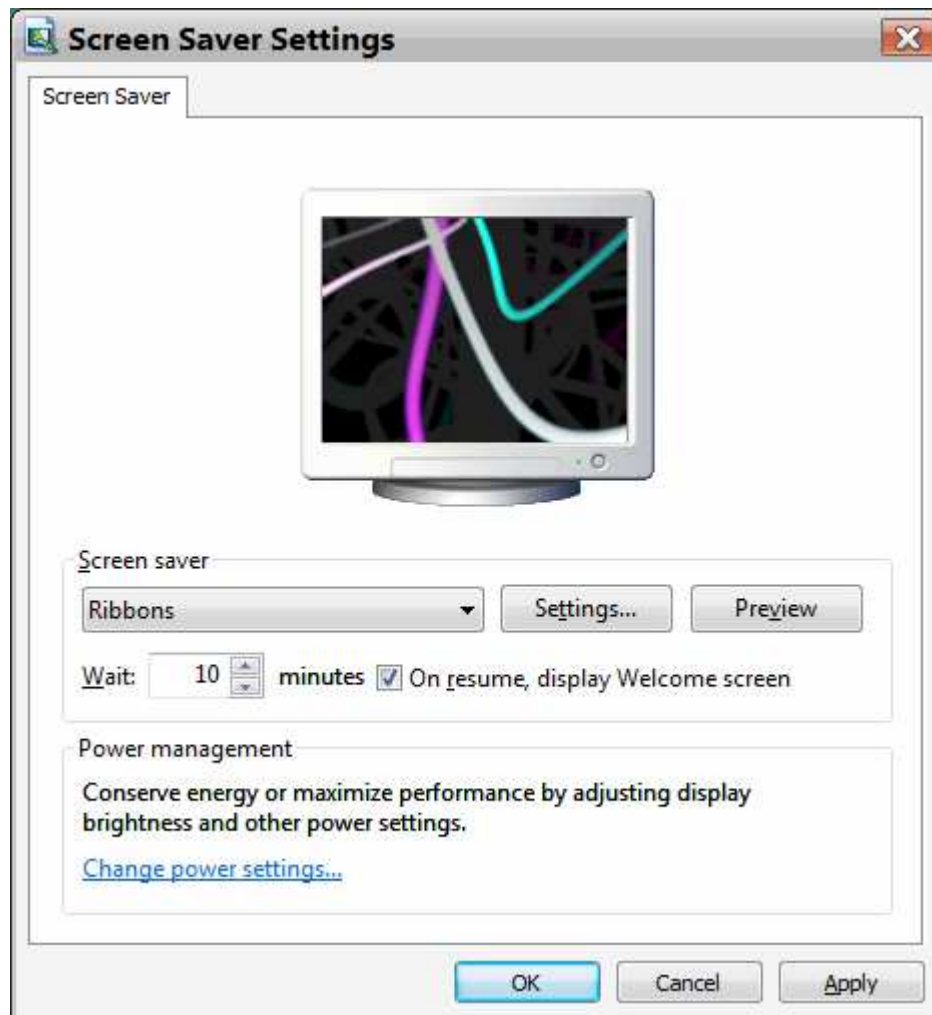 Screen Saver Settings
Screen Saver
Screen saver
Ribbons
Settings...
Preview
Wait: 10 minutes On resume, display Welcome screen
Power management
Conserve energy or maximize performance by adjusting display
brightness and other power settings.
Change power settings...
OK Cancel Apply